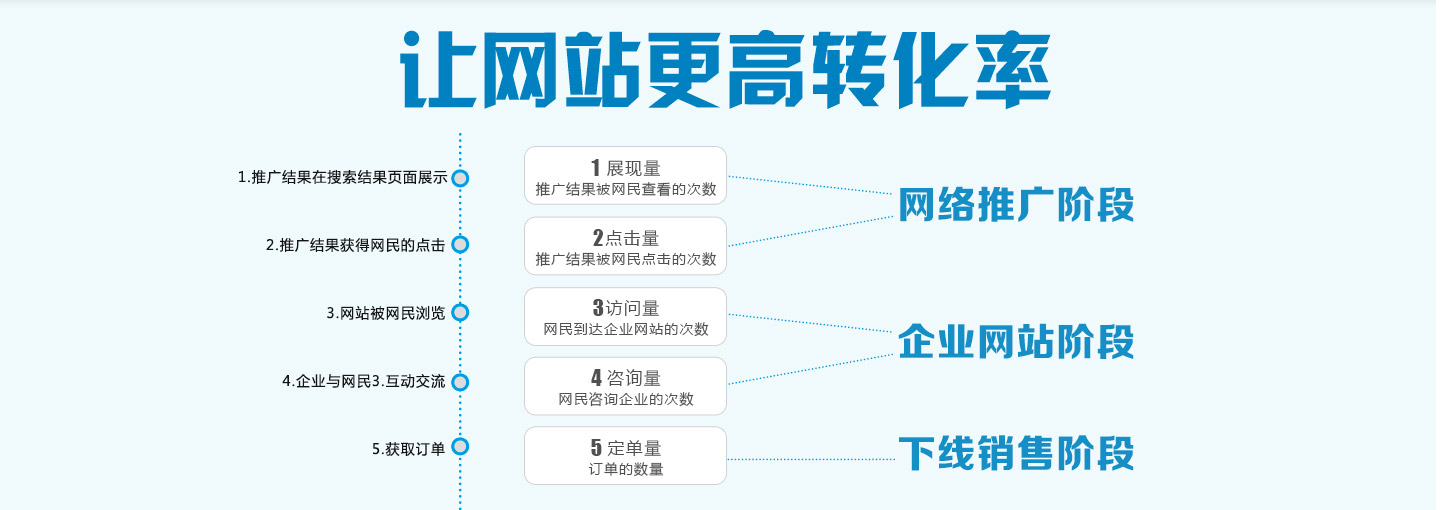 让网站更高转化率
1.推广结果在搜索结果页面展示
1 展现量
推广结果被网民查看的次数
网络推广阶段
2.推广结果获得网民的点击
2点击量
推广结果被网民点击的次数
3.网站被网民浏览
3访问量
网民到达企业网站的次数
企业网站阶段
4.企业与网民3.互动交流
4 咨询量
网民咨询企业的次数
5.获取订单
5 定单量
订单的数量
下线销售阶段